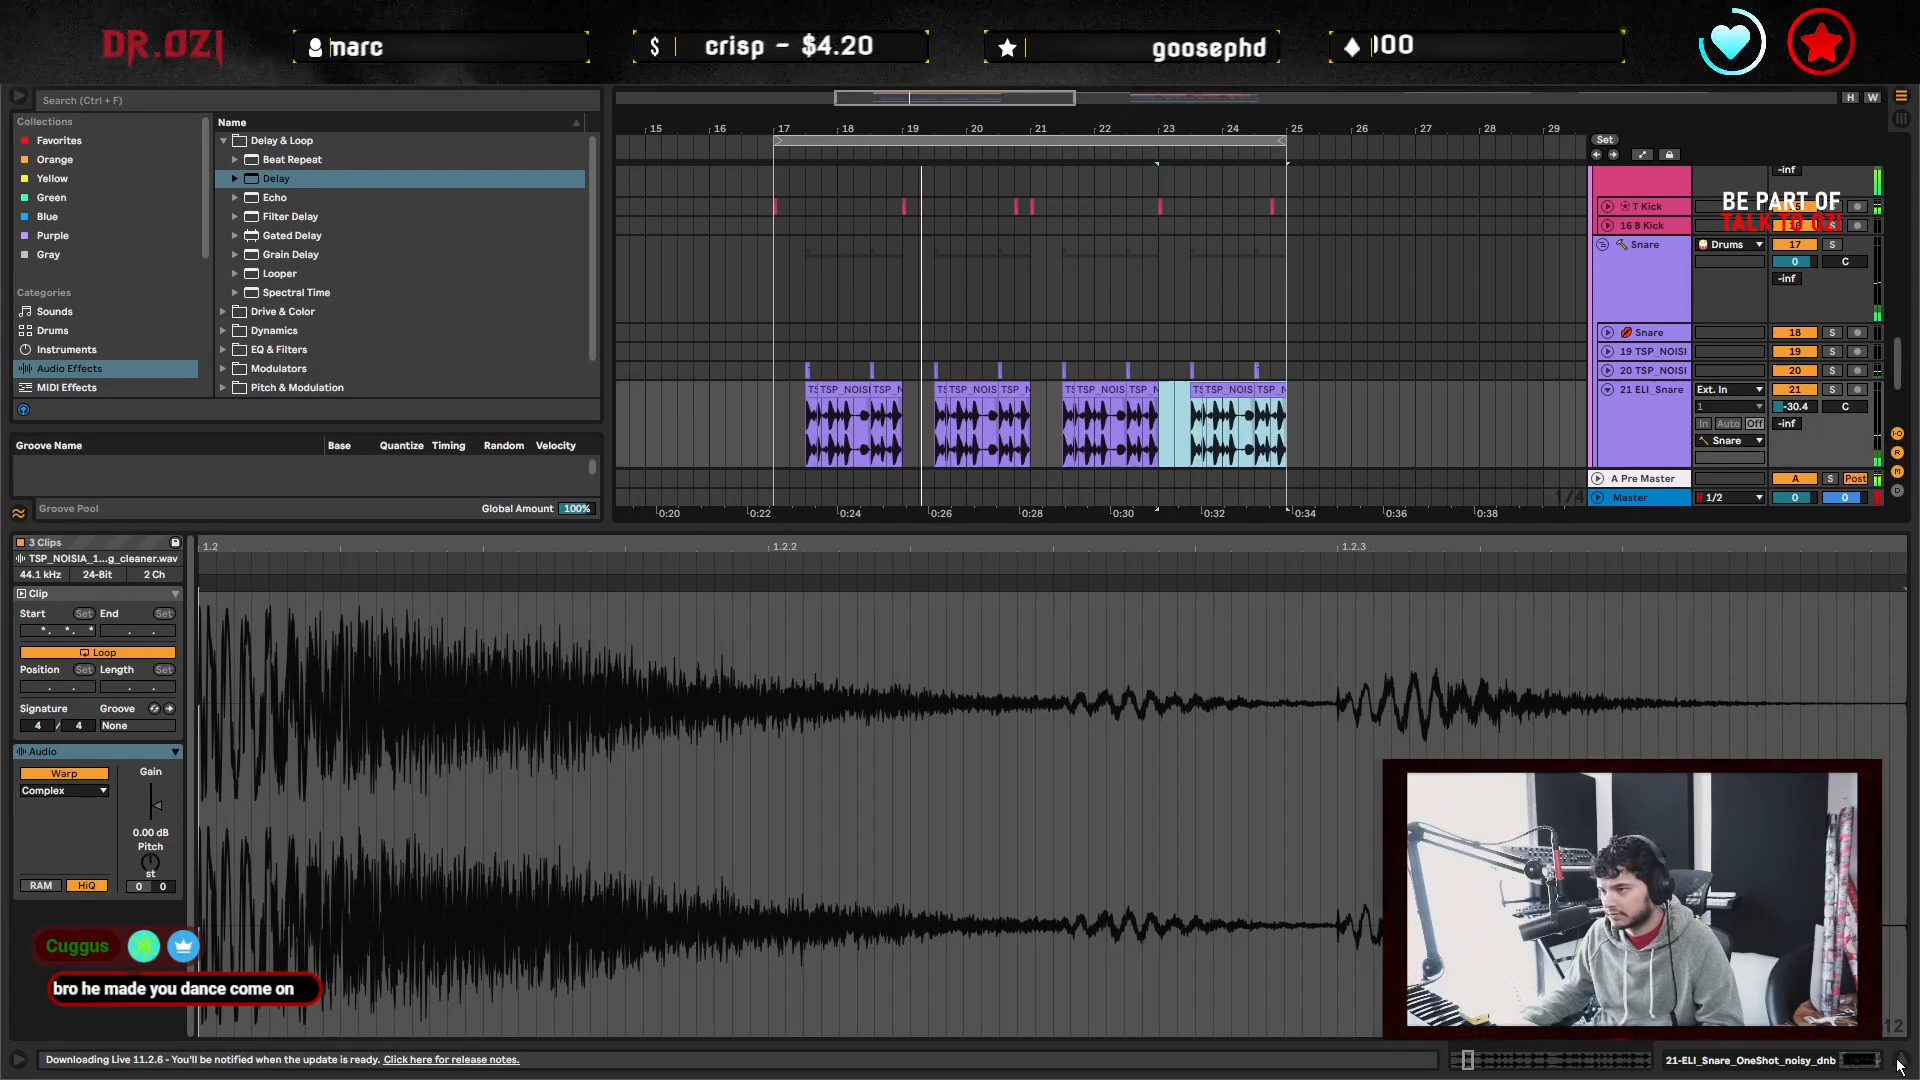 DR.OZI
marc
$ crisp - $4.20
goosephd
Search (Ctrl + F)
Collections
Favorites
Orange
Yellow
Green
Blue
Purple
Gray
Categories
Sounds
Drums
Instruments
Audio Effects
MIDI Effects
Name
Delay & Loop
Beat Repeat
Delay
Echo
Filter Delay
Gated Delay
Grain Delay
Looper
Spectral Time
Drive & Color
Dynamics
EQ & Filters
Modulators
Pitch & Modulation
Groove Name Base Quantize Timing Random Velocity
Groove Pool Global Amount 100%
H W
15 16 17 18 19 20 21 22 23 24 25 26 27 28 29
Set
-inf
T Kick
BE PART OF
TALK TO OZI
16 B Kick
Snare Drums 17 S
0 C
-inf
Snare 18 S
19 TSP_NOISI 19 S
20 TSP_NOISI 20 S
21 ELI_Snare Ext. In 21 S
1 -30.4 C
In Auto Off -inf
Snare
A Pre Master A S Post
Master 1/2 0 0
1/4
0:20 0:22 0:24 0:26 0:28 0:30 0:32 0:34 0:36 0:38
3 Clips
TSP_NOISIA_1...g_cleaner.wav
44.1 kHz 24-Bit 2 Ch
Clip
Start Set End Set
Loop
Position Set Length Set
Signature Groove
4 / 4 None
Audio
Warp Gain
Complex
0.00 dB
Pitch
st
RAM HiQ 0 0
1.2 1.2.2 1.2.3
Cuggus
bro he made you dance come on
Downloading Live 11.2.6 - You'll be notified when the update is ready. Click here for release notes.
21-ELI_Snare_OneShot_noisy_dnb